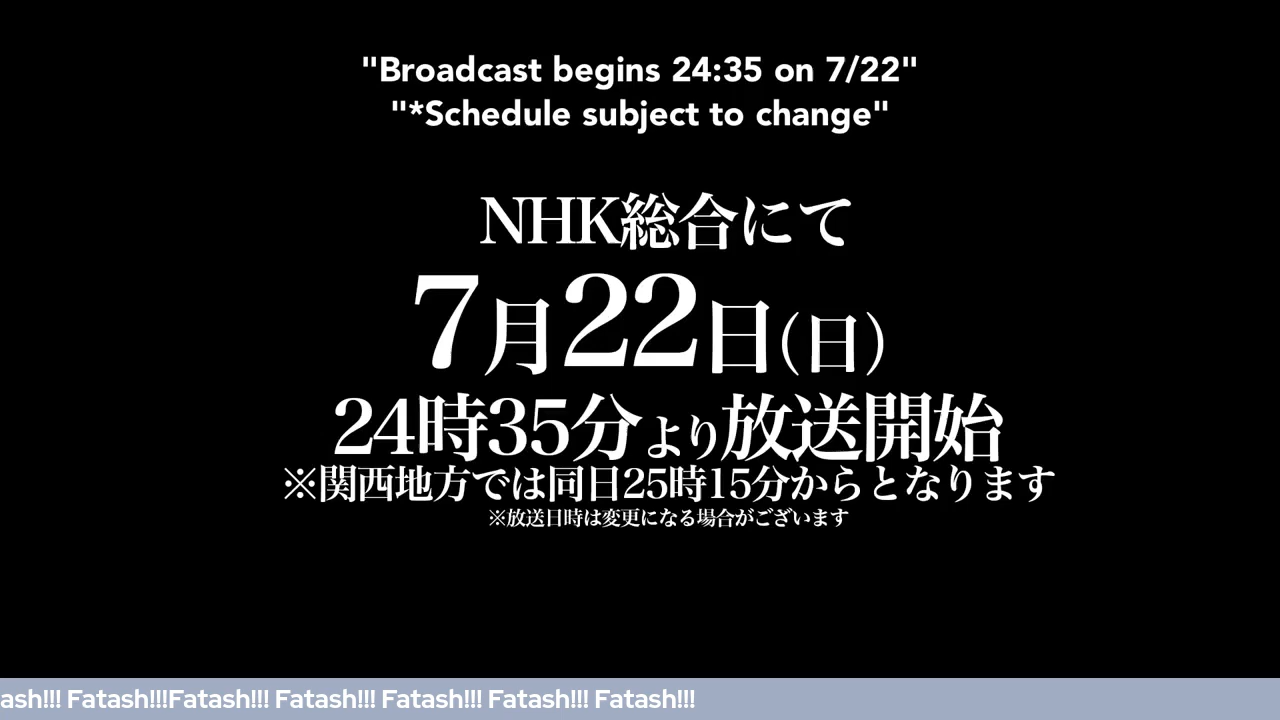 "Broadcast begins 24:35 on 7/22"
"*Schedule subject to change"
NHK総合にて
7月22日(日)
24時35分より放送開始
※関西地方では同日25時15分からとなります
※放送日時は変更になる場合がございます
ash!!! Fatash!!!Fatash!!! Fatash!!! Fatash!!! Fatash!!! Fatash!!!